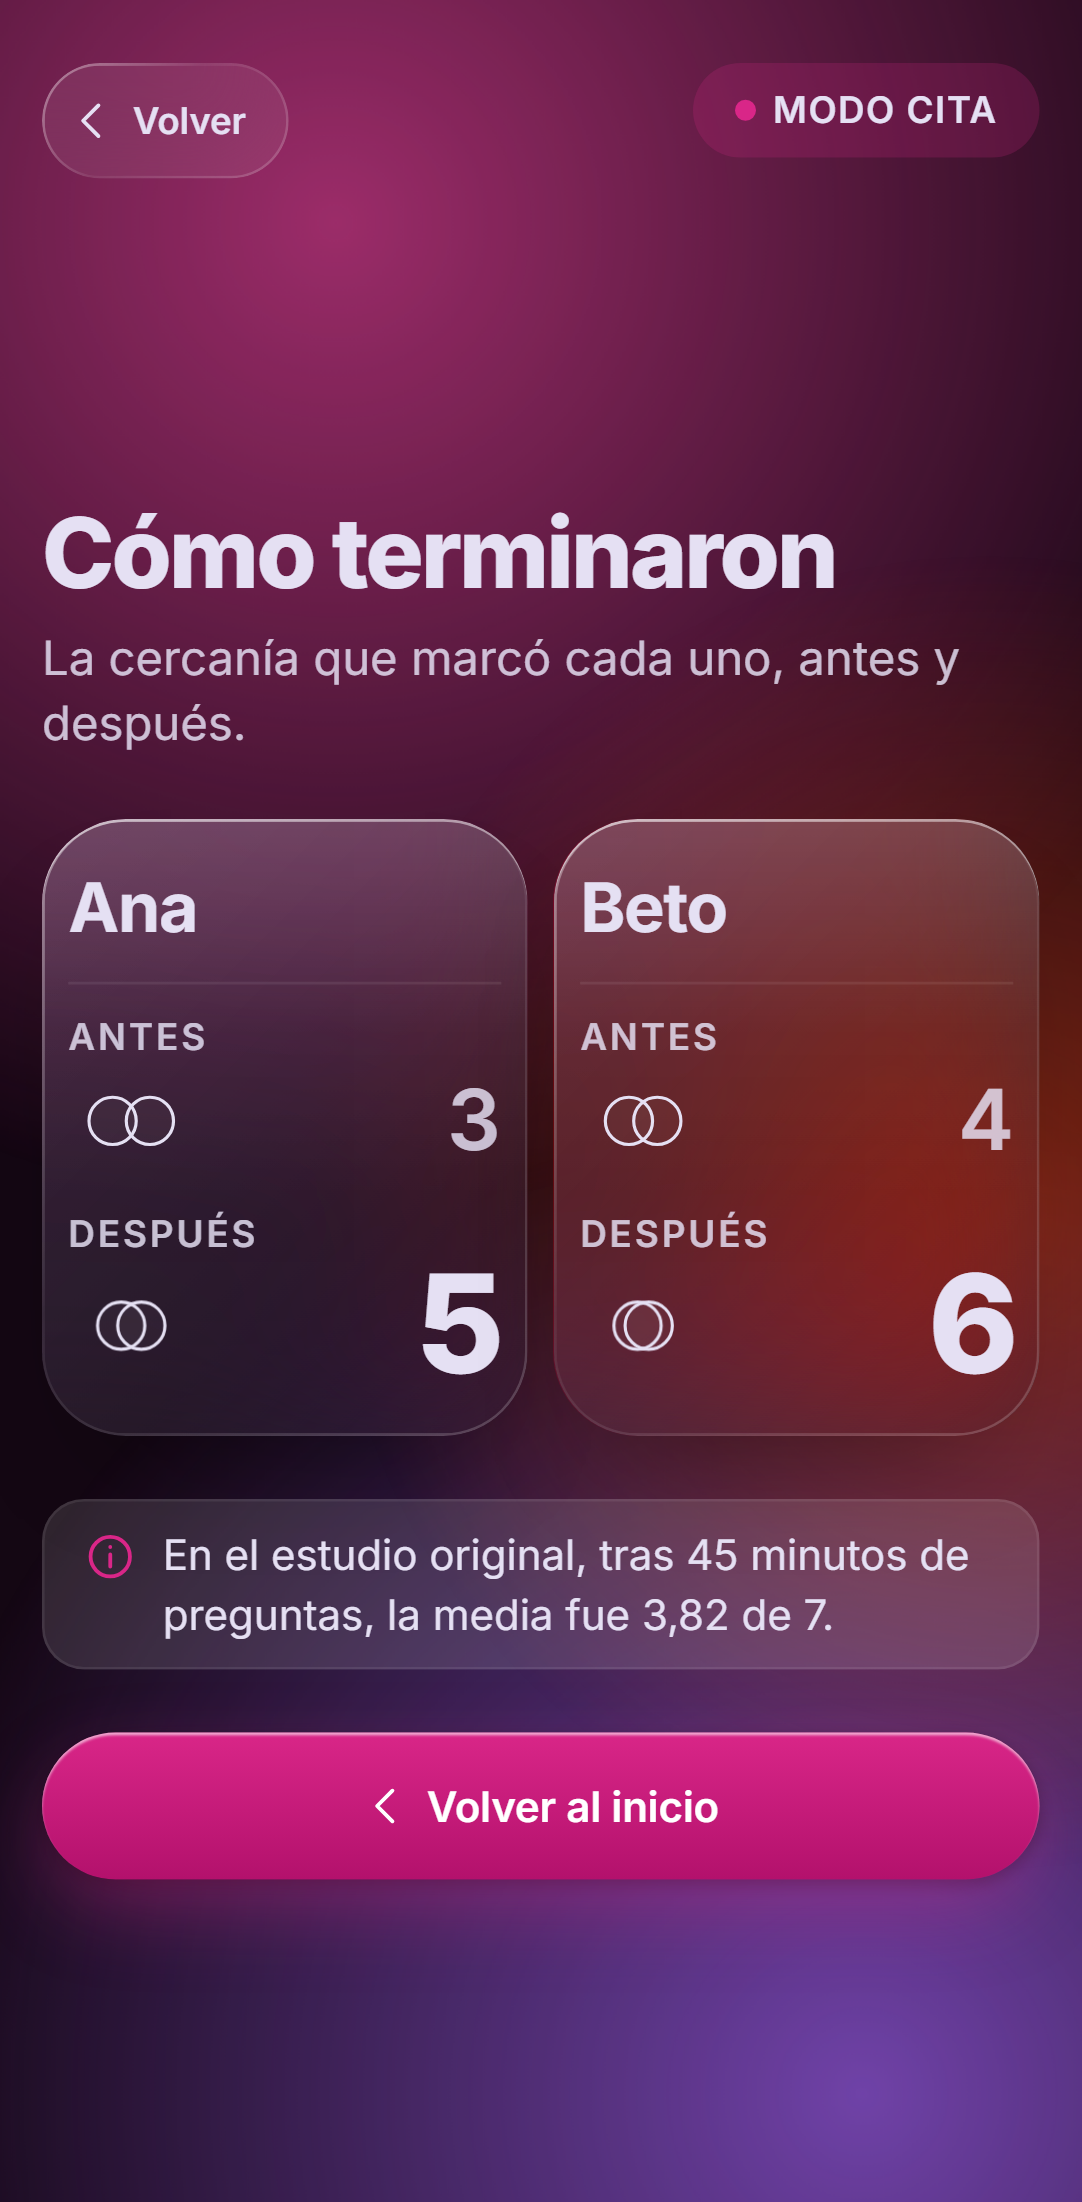 Volver
MODO CITA
Cómo terminaron
La cercanía que marcó cada uno, antes y
después.
Ana
ANTES
3
DESPUÉS
5
Beto
ANTES
4
DESPUÉS
6
En el estudio original, tras 45 minutos de
preguntas, la media fue 3,82 de 7.
Volver al inicio